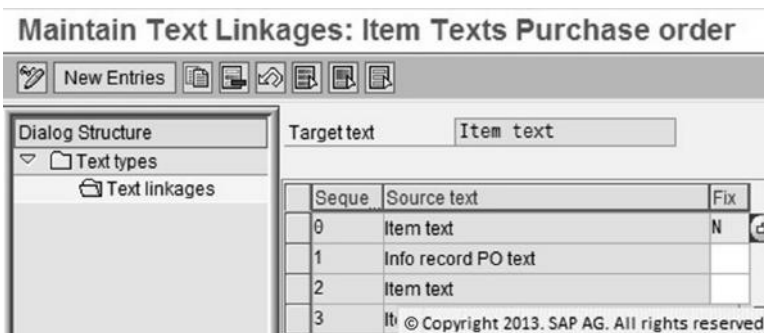 Maintain Text Linkages: Item Texts Purchase order
New Entries
Dialog Structure
Text types
Text linkages
Target text Item text
Seque... Source text Fix
0 Item text N
1 Info record PO text
2 Item text
3
© Copyright 2013. SAP AG. All rights reserved